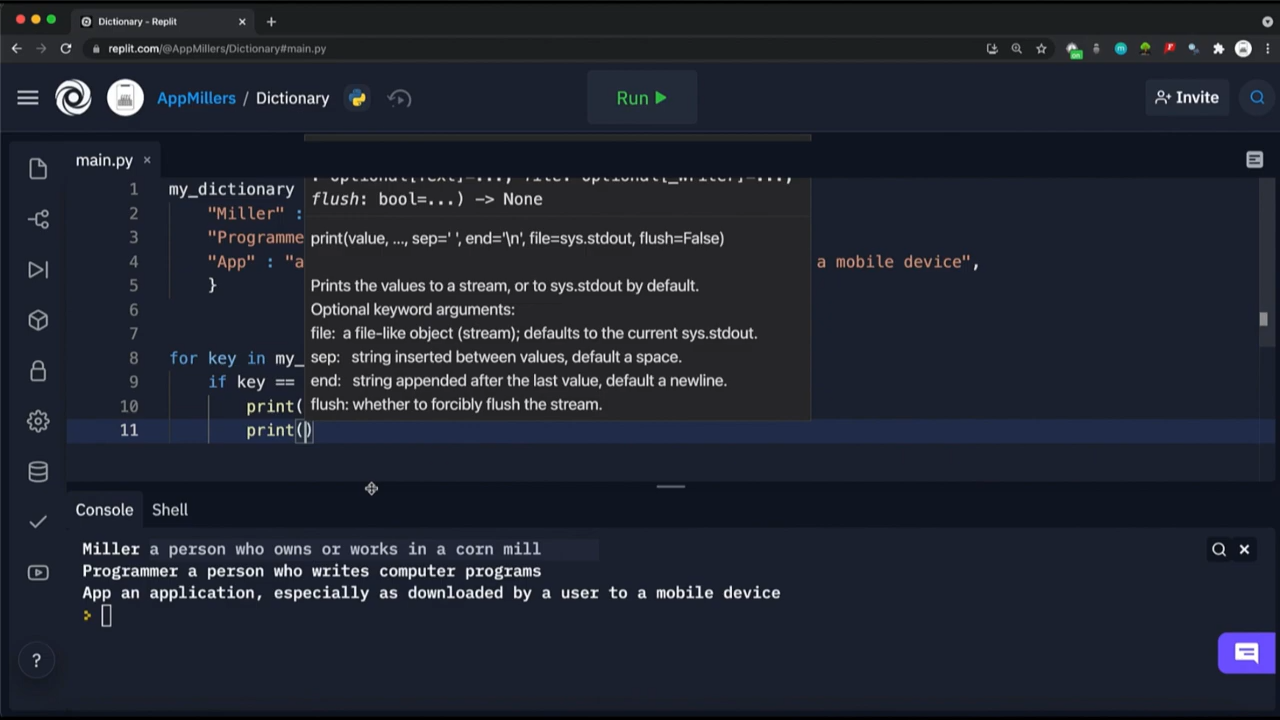 Dictionary - Replit
replit.com/@AppMillers/Dictionary#main.py
AppMillers / Dictionary
Run
Invite
main.py
1 my_dictionary
2 "Miller" :
3 "Programme
4 "App" : "a a mobile device",
5 }
6
7
8 for key in my_
9 if key ==
10 print(
11 print()
flush: bool=...) -> None
print(value, ..., sep=' ', end='\n', file=sys.stdout, flush=False)
Prints the values to a stream, or to sys.stdout by default.
Optional keyword arguments:
file: a file-like object (stream); defaults to the current sys.stdout.
sep: string inserted between values, default a space.
end: string appended after the last value, default a newline.
flush: whether to forcibly flush the stream.
Console Shell
Miller a person who owns or works in a corn mill
Programmer a person who writes computer programs
App an application, especially as downloaded by a user to a mobile device
>
?